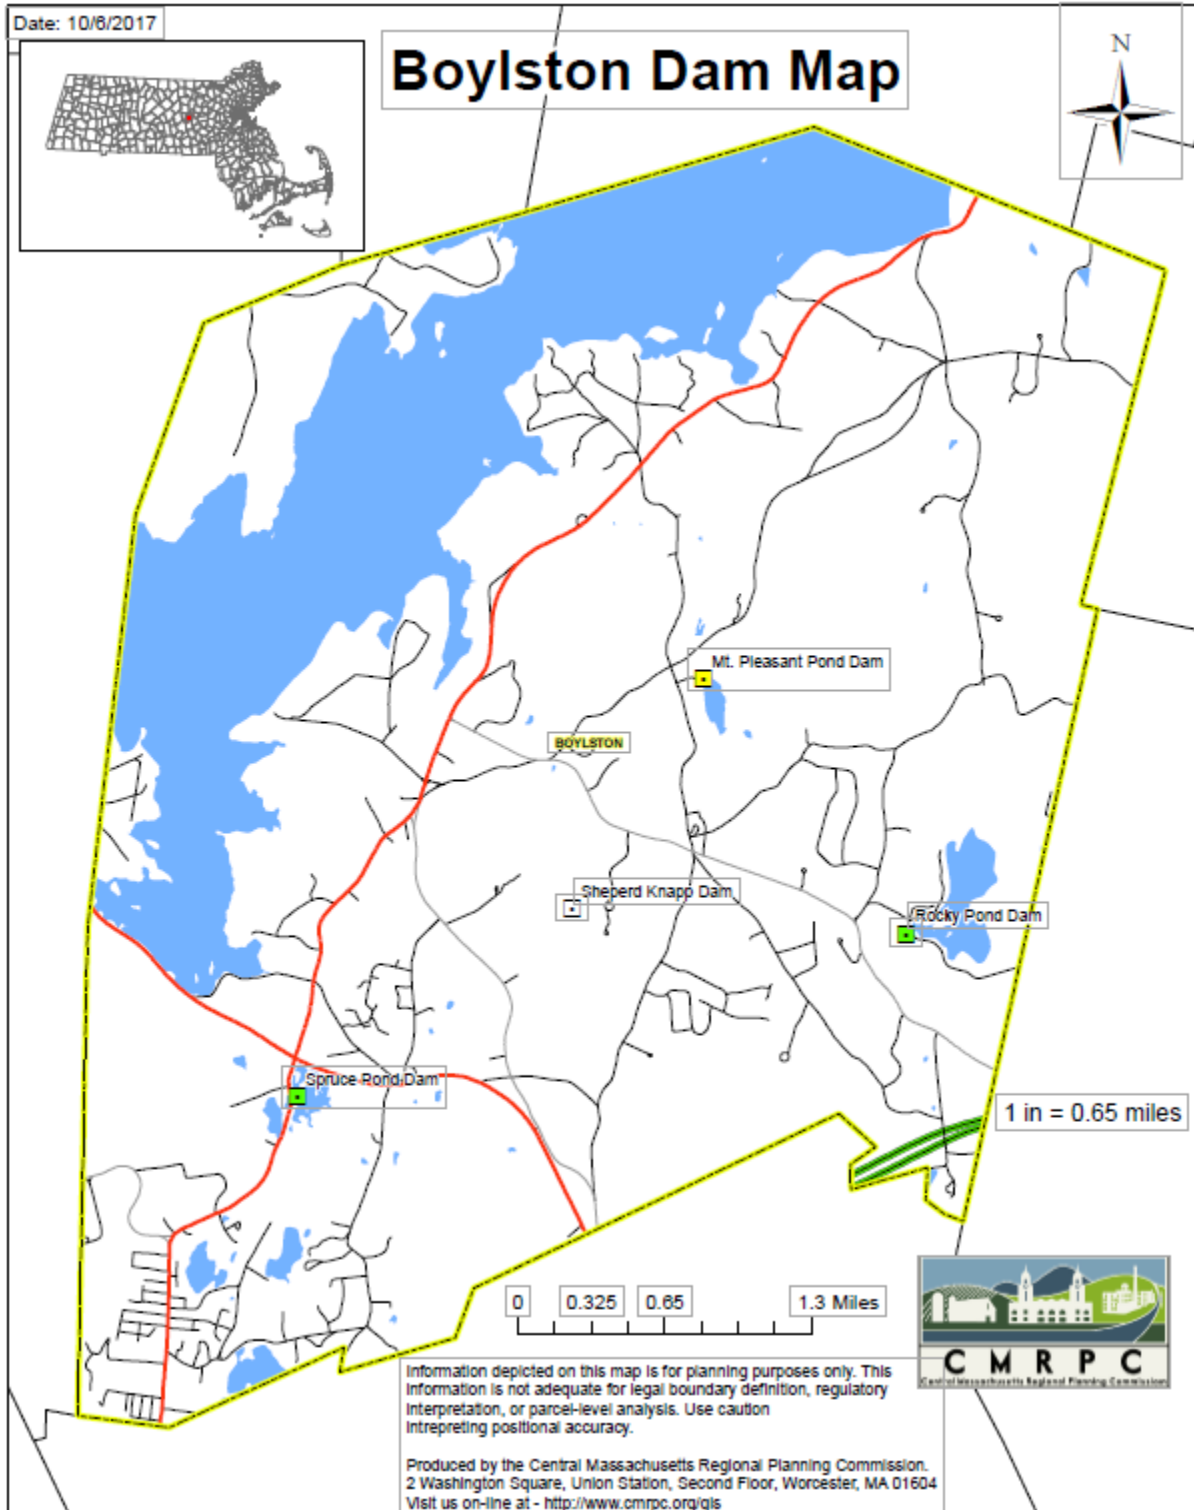 Date: 10/6/2017
Boylston Dam Map
N
Mt. Pleasant Pond Dam
BOYLSTON
Sheperd Knapp Dam
Rocky Pond Dam
Spruce Rond Dam
1 in = 0.65 miles
0 0.325 0.65 1.3 Miles
CMRPC
Central Massachusetts Regional Planning Commission
Information depicted on this map is for planning purposes only. This
information is not adequate for legal boundary definition, regulatory
interpretation, or parcel-level analysis. Use caution
intrepreting positional accuracy.
Produced by the Central Massachusetts Regional Planning Commission.
2 Washington Square, Union Station, Second Floor, Worcester, MA 01604
Visit us on-line at - http://www.cmrpc.org/gis